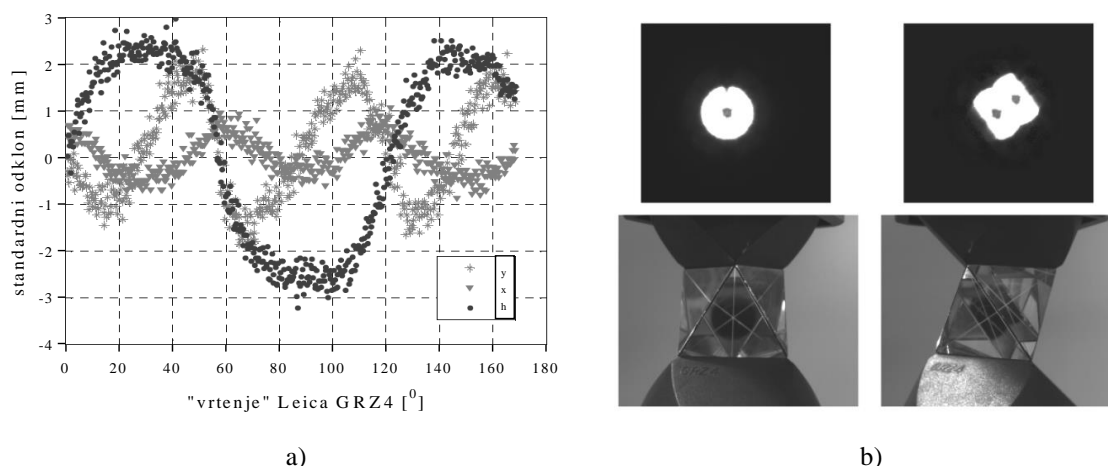 standardni odklon [mm]
3
2
1
0
-1
-2
-3
-4
0 20 40 60 80 100 120 140 160 180
y
x
h
"vrtenje" Leica GRZ4 [0]
GRZ4
a) b)